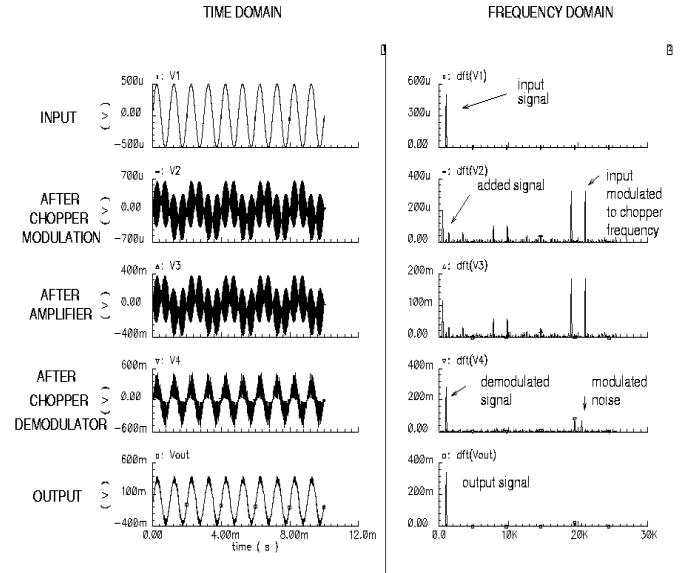 TIME DOMAIN
FREQUENCY DOMAIN
1
2
INPUT
(V)
: V1
500u
0.00
-500u
: dft(V1)
600u
300u
0.00
input
signal
AFTER
CHOPPER
MODULATION
(V)
: V2
700u
0.00
-700u
: dft(V2)
400u
200u
0.00
added signal
input
modulated
to chopper
frequency
AFTER
AMPLIFIER
(V)
: V3
400m
0.00
-400m
: dft(V3)
200m
100m
0.00
AFTER
CHOPPER
DEMODULATOR
(V)
: V4
600m
0.00
-600m
: dft(V4)
400m
200m
0.00
demodulated
signal
modulated
noise
OUTPUT
(V)
: Vout
600m
100m
-400m
0.00
4.00m
8.00m
12.0m
time ( s )
: dft(Vout)
400m
200m
0.00
output signal
0.0
10K
20K
30K